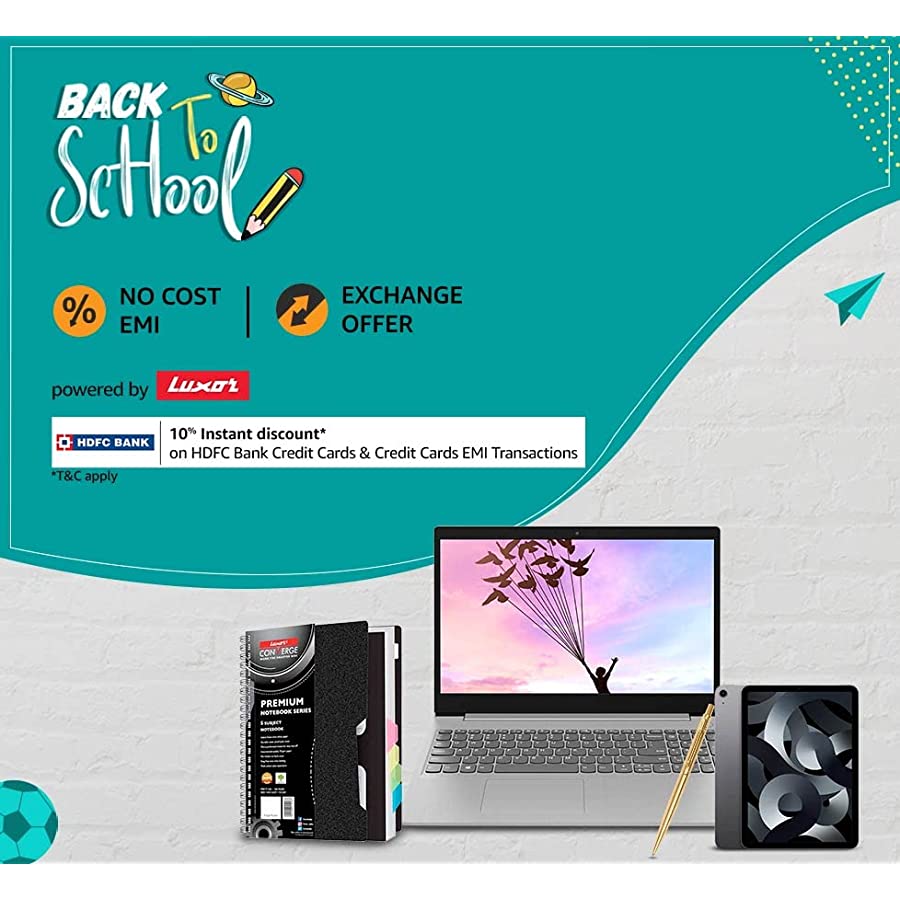 BACK
To
ScHool
%
NO COST
EMI
EXCHANGE
OFFER
powered by Luxor
HDFC BANK
10% Instant discount*
on HDFC Bank Credit Cards & Credit Cards EMI Transactions
*T&C apply
Luxor
CONVERGE
PREMIUM
NOTEBOOK SERIES
5 SUBJECT
NOTEBOOK